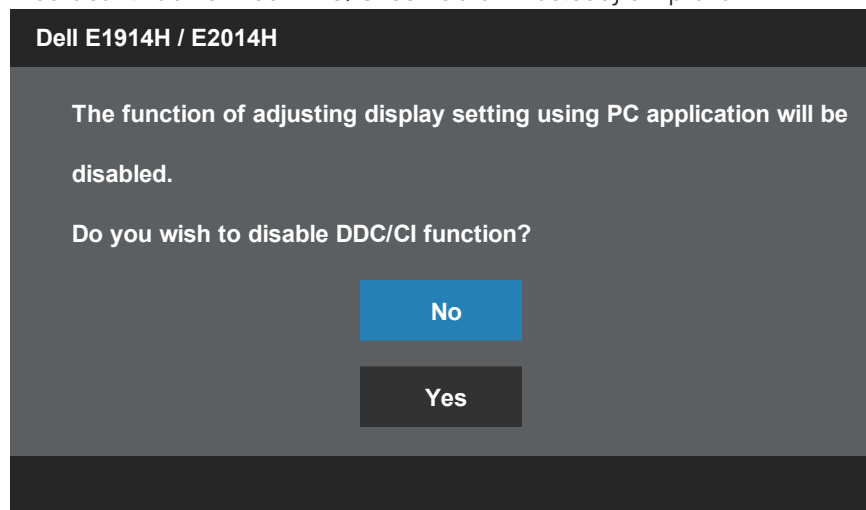 Dell E1914H / E2014H
The function of adjusting display setting using PC application will be
disabled.
Do you wish to disable DDC/CI function?
No
Yes